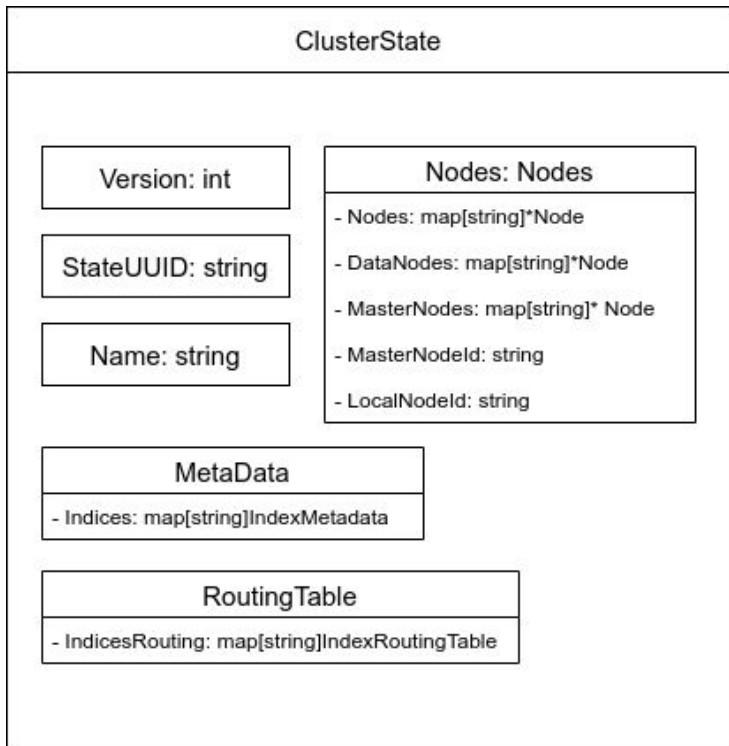 ClusterState
Version: int
StateUUID: string
Name: string
Nodes: Nodes
- Nodes: map[string]*Node
- DataNodes: map[string]*Node
- MasterNodes: map[string]* Node
- MasterNodeId: string
- LocalNodeId: string
MetaData
- Indices: map[string]IndexMetadata
RoutingTable
- IndicesRouting: map[string]IndexRoutingTable